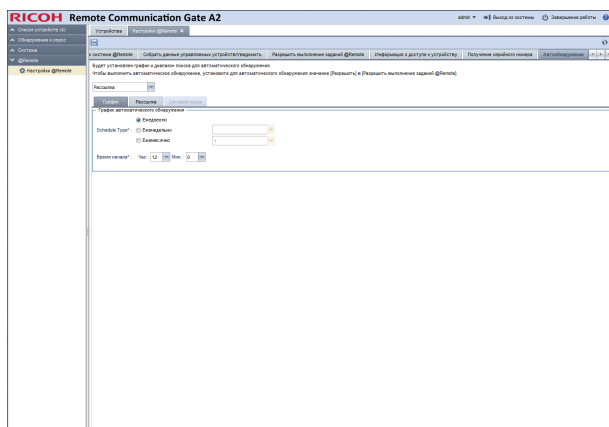 RICOH Remote Communication Gate A2
admin Выход из системы Завершение работы
Список устройств (4)
Обнаружение и опрос
Система
@Remote
Настройки @Remote
Устройства Настройки @Remote
к системе @Remote Собрать данные управляемых устройств/Уведомить Разрешить выполнение заданий @Remote Информация о доступе к устройству Получение серийного номера Автообнаружение
Будет установлен график и диапазон поиска для автоматического обнаружения.
Чтобы выполнить автоматическое обнаружение, установите для автоматического обнаружения значение [Разрешить] в [Разрешить выполнение заданий @Remote].
Рассылка
График Рассылка Сетевой поиск
График автоматического обнаружения
Schedule Type* : Ежедневно
Еженедельно
Ежемесячно 1
Время начала* : Час : 12 Мин. : 0